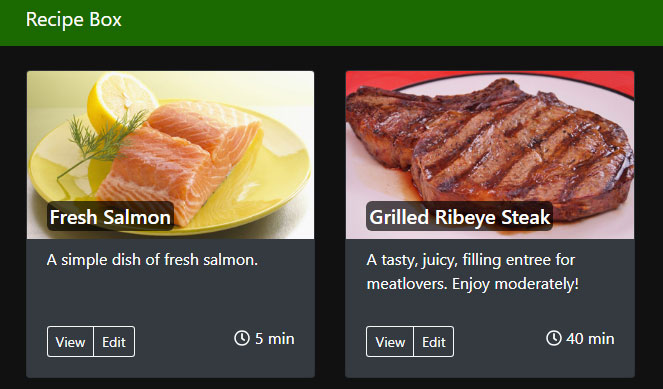 Recipe Box
Fresh Salmon
A simple dish of fresh salmon.
View Edit
5 min
Grilled Ribeye Steak
A tasty, juicy, filling entree for
meatlovers. Enjoy moderately!
View Edit
40 min